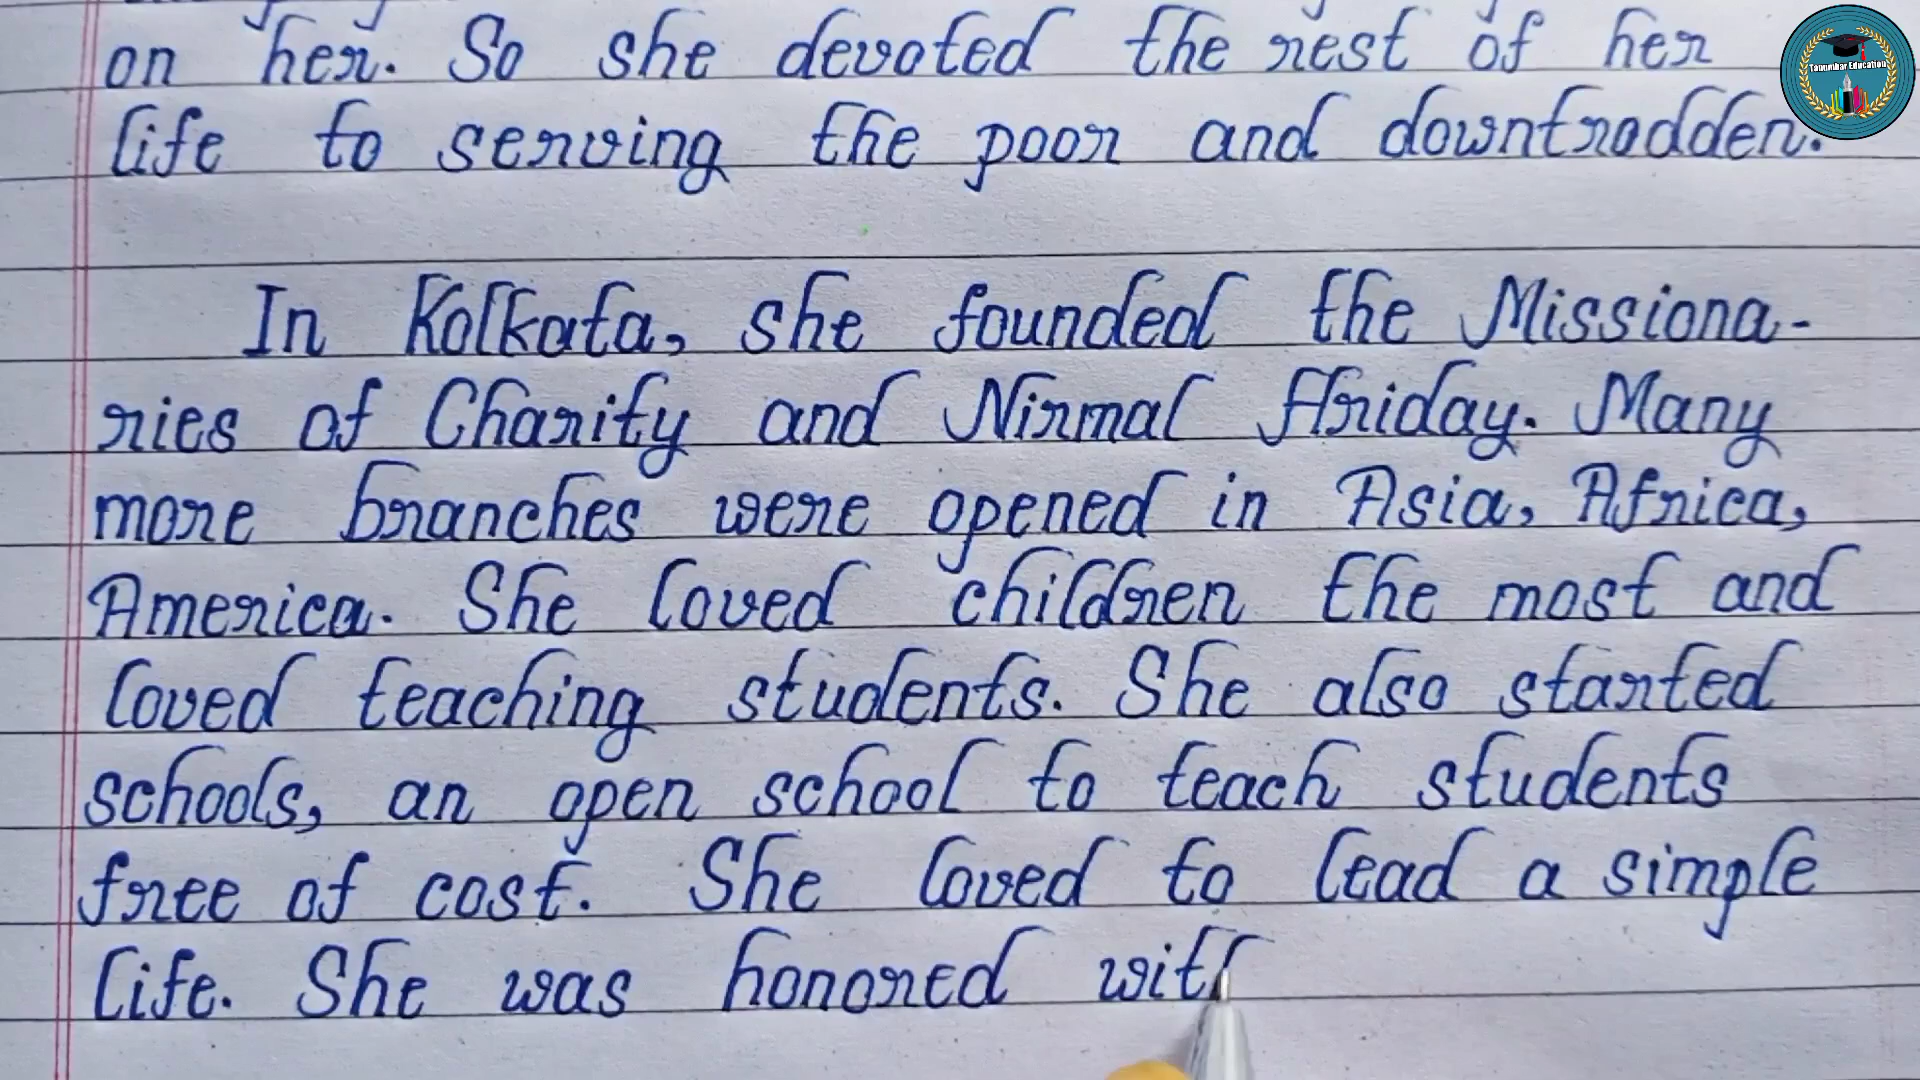 on her. So she devoted the rest of her
life to serving the poor and downtrodden.
In Kolkata, she founded the Missiona-
ries of Charity and Nirmal Hriday. Many
more branches were opened in Asia, Africa,
America. She loved children the most and
loved teaching students. She also started
schools, an open school to teach students
free of cost. She loved to lead a simple
life. She was honored with
Tanumbar Education